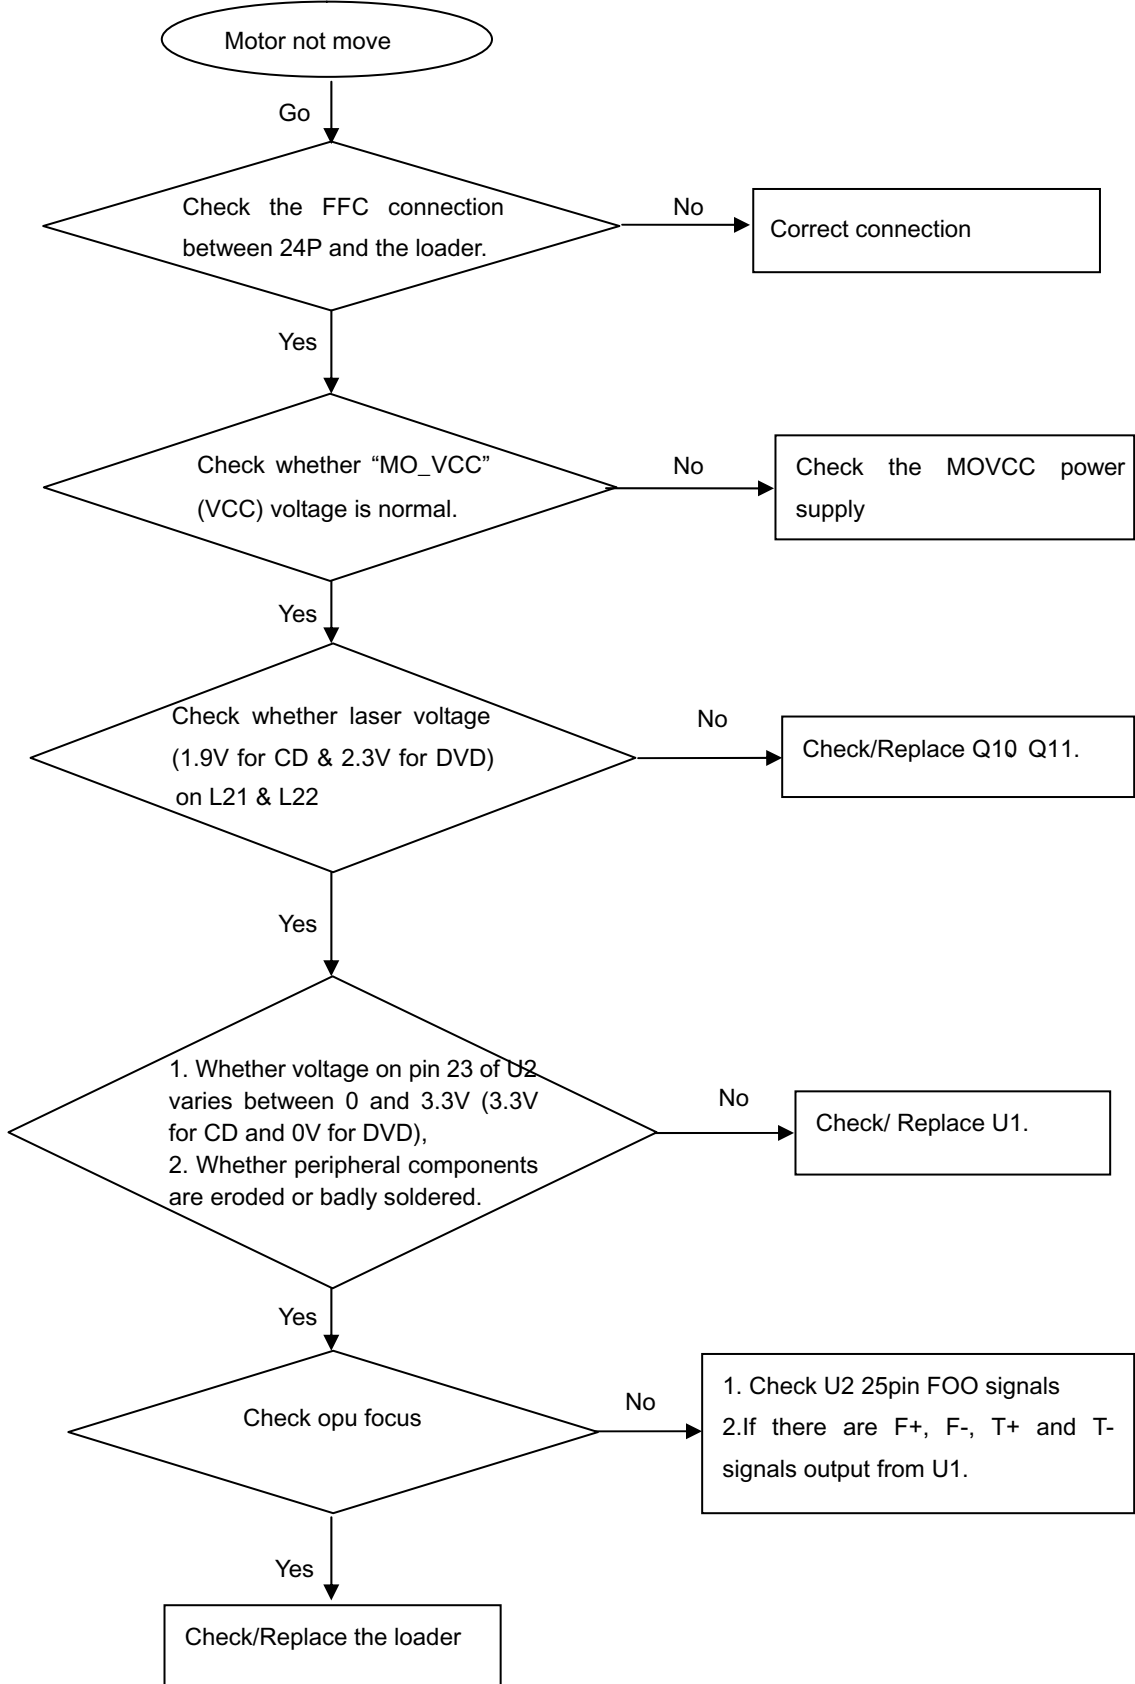 Motor not move
Go
Check the FFC connection
between 24P and the loader.
No
Correct connection
Yes
Check whether “MO_VCC”
(VCC) voltage is normal.
No
Check the MOVCC power
supply
Yes
Check whether laser voltage
(1.9V for CD & 2.3V for DVD)
on L21 & L22
No
Check/Replace Q10 Q11.
Yes
1. Whether voltage on pin 23 of U2
varies between 0 and 3.3V (3.3V
for CD and 0V for DVD),
2. Whether peripheral components
are eroded or badly soldered.
No
Check/ Replace U1.
Yes
Check opu focus
No
1. Check U2 25pin FOO signals
2.If there are F+, F-, T+ and T-
signals output from U1.
Yes
Check/Replace the loader